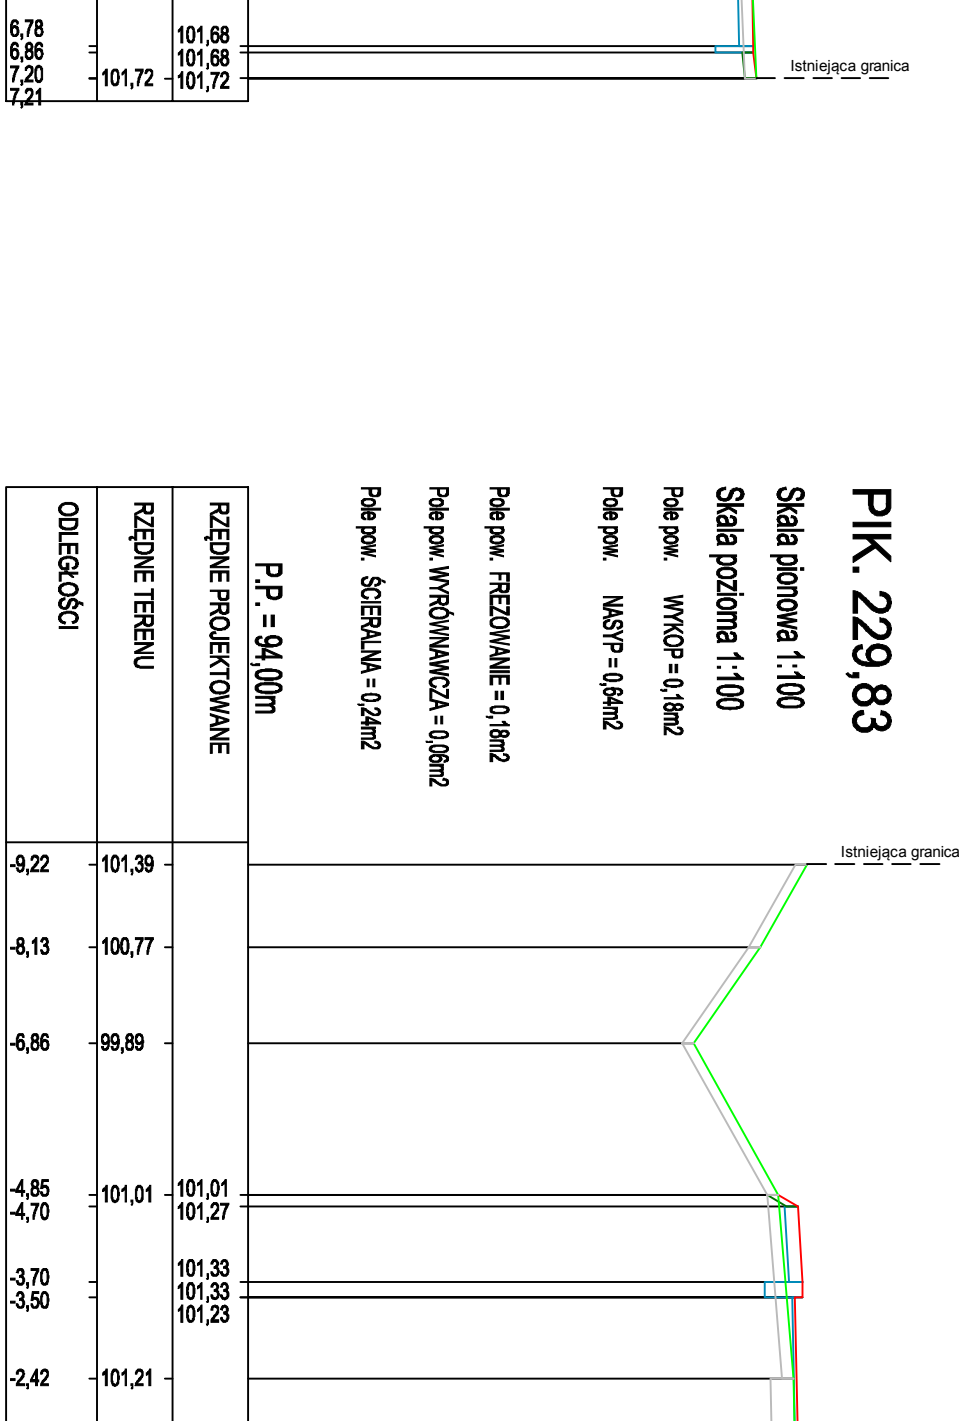 6,78
6,86
7,20
7,21
101,72
101,68
101,68
101,72
Istniejąca granica
PIK. 229,83
Skala pionowa 1:100
Skala pozioma 1:100
Pole pow. WYKOP = 0,18m2
Pole pow. NASYP = 0,64m2
Pole pow. FREZOWANIE = 0,18m2
Pole pow. WYRÓWNAWCZA = 0,06m2
Pole pow. ŚCIERALNA = 0,24m2
P.P. = 94,00m
RZĘDNE PROJEKTOWANE
RZĘDNE TERENU
ODLEGŁOŚCI
Istniejąca granica
-9,22
101,39
-8,13
100,77
-6,86
99,89
-4,85
101,01
101,01
-4,70
101,27
-3,70
101,33
-3,50
101,33
101,23
-2,42
101,21